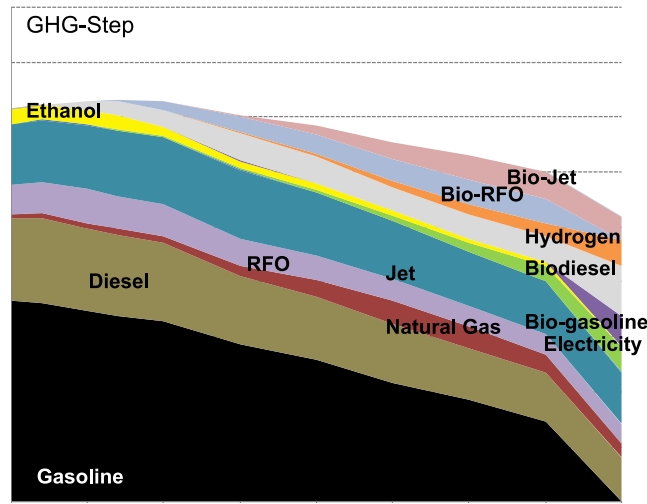 GHG-Step
Ethanol
Bio-Jet
Bio-RFO
Hydrogen
RFO
Jet
Biodiesel
Diesel
Natural Gas
Bio-gasoline
Electricity
Gasoline